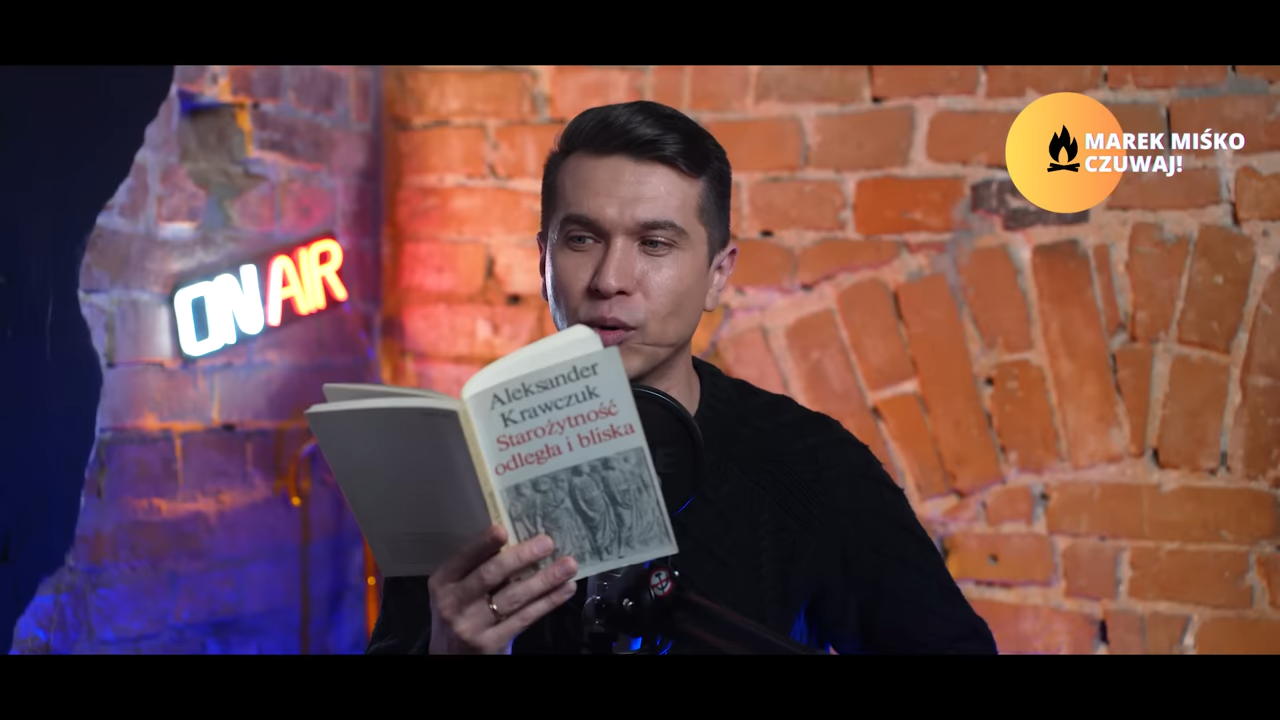 ON AIR
MAREK MIŚKO
CZUWAJ!
Aleksander
Krawczuk
Starożytność
odległa i bliska